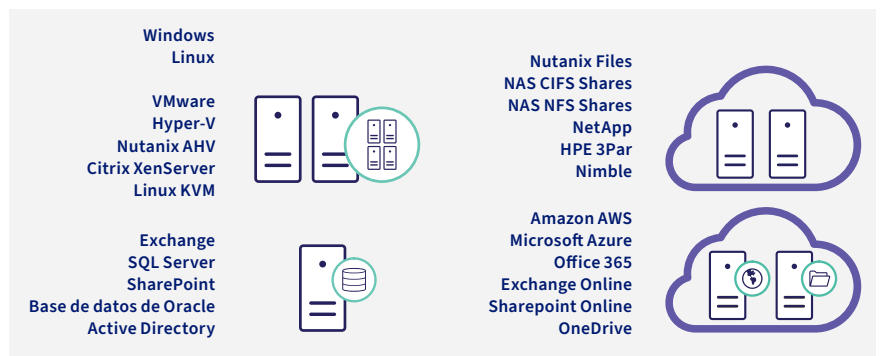 Windows
Linux
VMware
Hyper-V
Nutanix AHV
Citrix XenServer
Linux KVM
Exchange
SQL Server
SharePoint
Base de datos de Oracle
Active Directory
Nutanix Files
NAS CIFS Shares
NAS NFS Shares
NetApp
HPE 3Par
Nimble
Amazon AWS
Microsoft Azure
Office 365
Exchange Online
Sharepoint Online
OneDrive